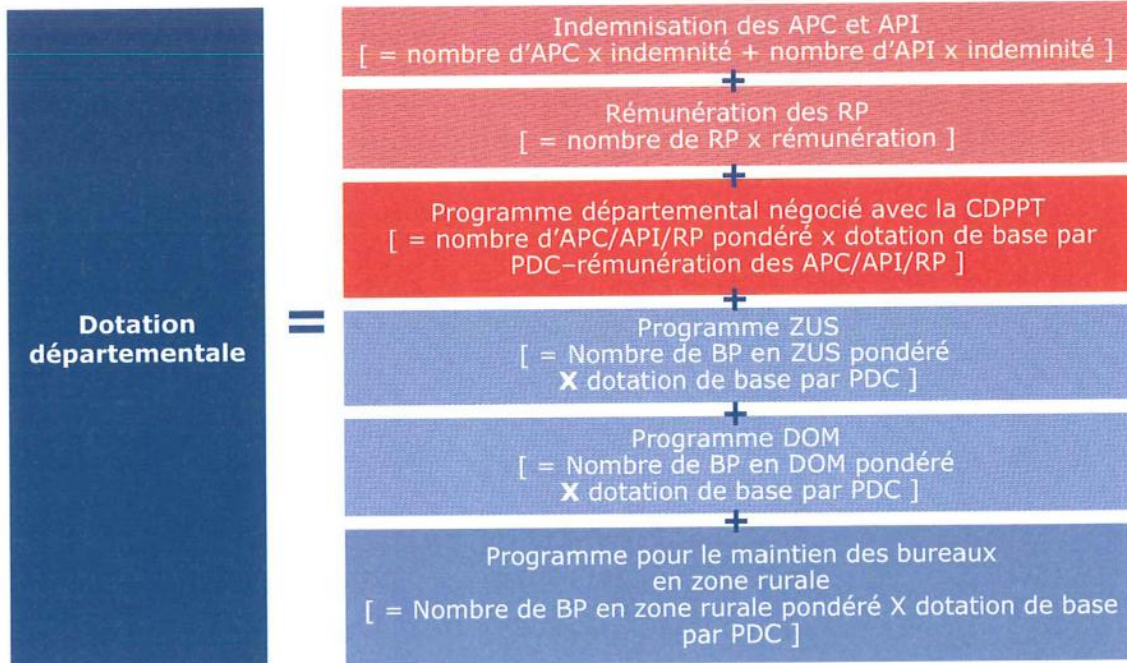 Dotation
départementale
=
Indemnisation des APC et API
[ = nombre d'APC x indemnité + nombre d'API x indeminité ]
+
Rémunération des RP
[ = nombre de RP x rémunération ]
+
Programme départemental négocié avec la CDPPT
[ = nombre d'APC/API/RP pondéré x dotation de base par
PDC–rémunération des APC/API/RP ]
+
Programme ZUS
[ = Nombre de BP en ZUS pondéré
X dotation de base par PDC ]
+
Programme DOM
[ = Nombre de BP en DOM pondéré
X dotation de base par PDC ]
+
Programme pour le maintien des bureaux
en zone rurale
[ = Nombre de BP en zone rurale pondéré X dotation de base
par PDC ]